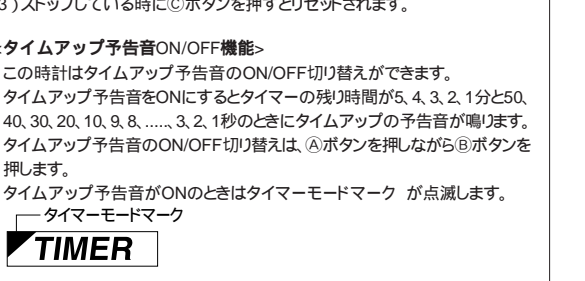 3）ストップしている時にⒸボタンを押すとリセットされます。
<タイムアップ予告音ON/OFF機能>
この時計はタイムアップ予告音のON/OFF切り替えができます。
タイムアップ予告音をONにするとタイマーの残り時間が5、4、3、2、1分と50、
40、30、20、10、9、8、.....、3、2、1秒のときにタイムアップの予告音が鳴ります。
タイムアップ予告音のON/OFF切り替えは、Ⓐボタンを押しながらⒷボタンを
押します。
タイムアップ予告音がONのときはタイマーモードマーク が点滅します。
タイマーモードマーク
TIMER